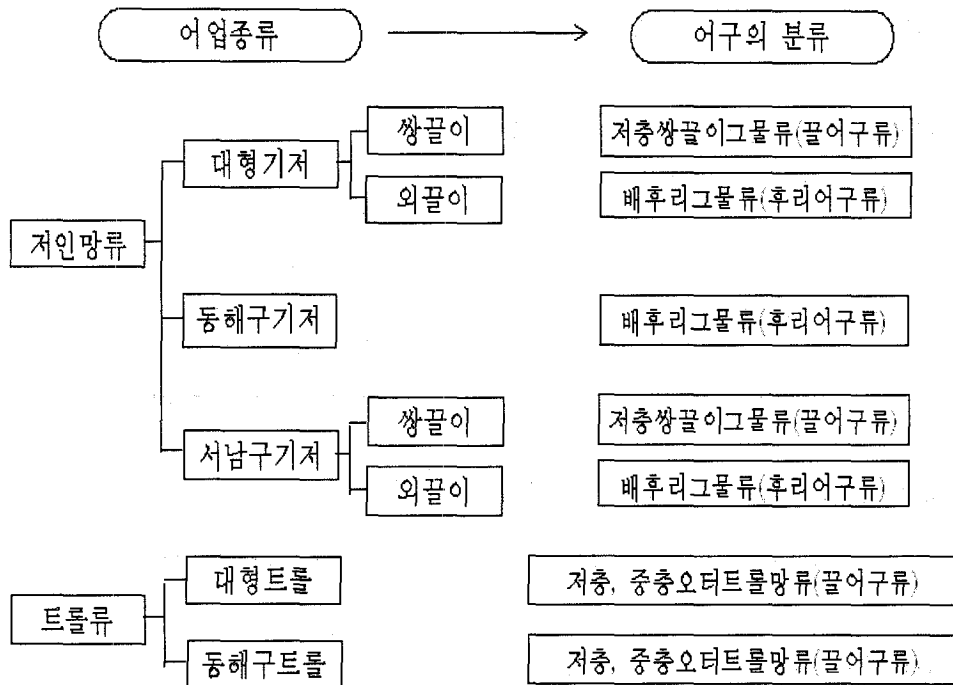 어업종류
어구의 분류
쌍끌이
저층쌍끌이그물류(끌어구류)
대형기저
외끌이
배후리그물류(후리어구류)
저인망류
동해구기저
배후리그물류(후리어구류)
쌍끌이
저층쌍끌이그물류(끌어구류)
서남구기저
외끌이
배후리그물류(후리어구류)
대형트롤
저층, 중층오터트롤망류(끌어구류)
트롤류
동해구트롤
저층, 중층오터트롤망류(끌어구류)